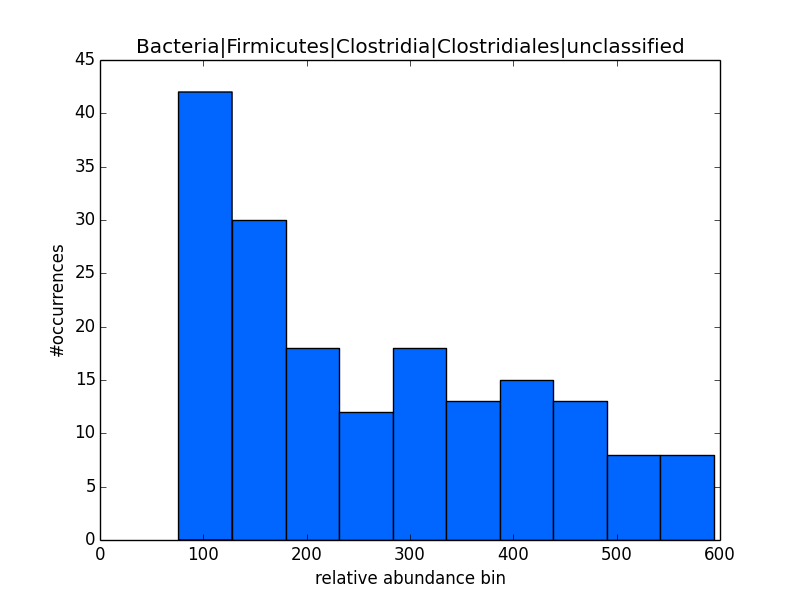 Bacteria|Firmicutes|Clostridia|Clostridiales|unclassified
45
40
35
30
25
20
15
10
5
0
#occurrences
0 100 200 300 400 500 600
relative abundance bin